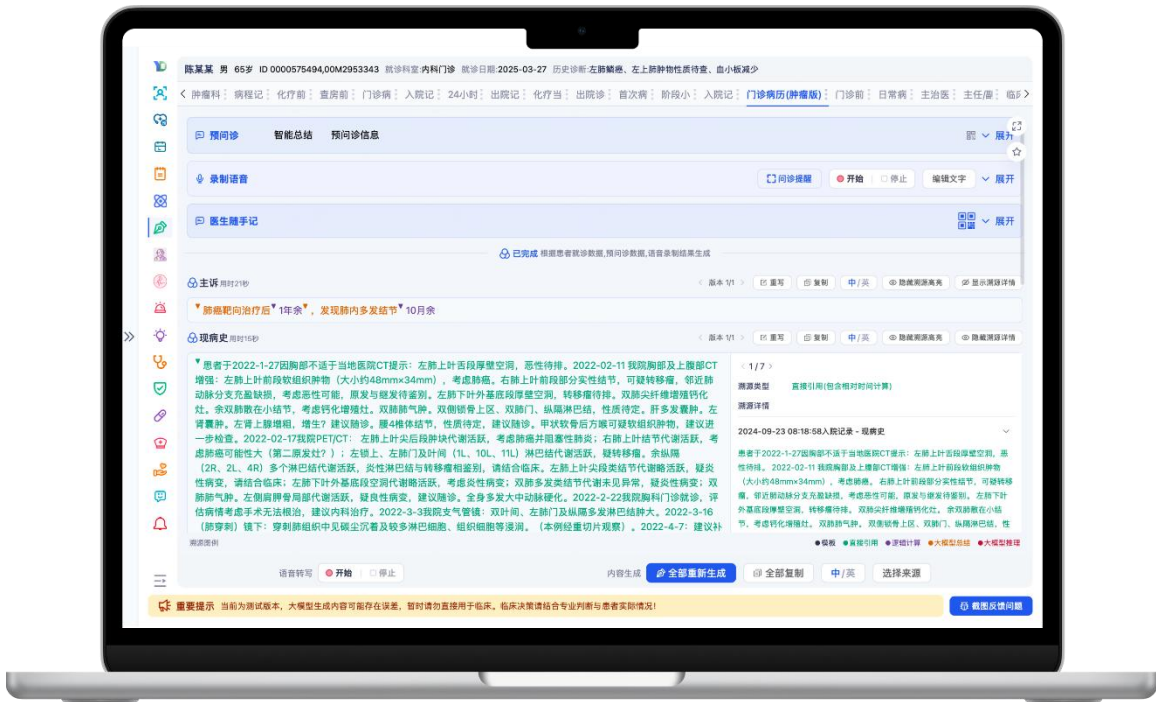 陈某某 男 65岁 ID 0000575494,00M2953343 就诊科室:内科门诊 就诊日期:2025-03-27 历史诊断:左肺鳞癌、左上肺肿物性质待查、血小板减少
肿瘤科 病程记 化疗前 查房前 门诊病 入院记 24小时 出院记 化疗当 出院诊 首次病 阶段小 入院记 门诊病历(肿瘤版) 门诊前 日常病 主治医 主任/副 临床
预问诊 智能总结 预问诊信息 展开
录制语音 问诊提醒 开始 停止 编辑文字 展开
医生随手记 展开
已完成 根据患者就诊数据,预问诊数据,语音录制结果生成
主诉 用时21秒 版本 1/1 重写 复制 中/英 隐藏溯源高亮 显示溯源详情
肺癌靶向治疗后 1年余,发现肺内多发结节 10月余
现病史 用时15秒 版本 1/1 重写 复制 中/英 隐藏溯源高亮 隐藏溯源详情
患者于2022-1-27因胸部不适于当地医院CT提示:左肺上叶舌段厚壁空洞,恶性待排。2022-02-11 我院胸部及上腹部CT
增强:左肺上叶前段软组织肿物(大小约48mm×34mm),考虑肺癌。右肺上叶前段部分实性结节,可疑转移瘤,邻近肺
动脉分支充盈缺损,考虑恶性可能,原发与继发待鉴别。左肺下叶外基底段厚壁空洞,转移瘤待排。双肺尖纤维增殖钙化
灶。余双肺散在小结节,考虑钙化增殖灶。双肺肺气肿。双侧锁骨上区、双肺门、纵隔淋巴结,性质待定。肝多发囊肿。左
肾囊肿。左肾上腺增粗,增生?建议随诊。腰4椎体结节,性质待定,建议随诊。甲状软骨后方喉可疑软组织肿物,建议进
一步检查。2022-02-17我院PET/CT: 左肺上叶尖后段肿块代谢活跃,考虑肺癌并阻塞性肺炎;右肺上叶结节代谢活跃,考
虑肺癌可能性大(第二原发灶?);左锁上、左肺门及叶间(1L、10L、11L)淋巴结代谢活跃,疑转移瘤。余纵隔
(2R、2L、4R)多个淋巴结代谢活跃,炎性淋巴结与转移瘤相鉴别,请结合临床。左肺上叶尖段类结节代谢略活跃,疑炎
性病变,请结合临床;左肺下叶外基底段空洞代谢略活跃,考虑炎性病变;双肺多发类结节代谢未见异常,疑炎性病变;双
肺肺气肿。左侧肩胛骨局部代谢活跃,疑良性病变,建议随诊。全身多发大中动脉硬化。2022-2-22我院胸科门诊就诊,评
估病情考虑手术无法根治,建议内科治疗。2022-3-3我院支气管镜:双叶间、左肺门及纵隔多发淋巴结肿大。2022-3-16
(肺穿刺)镜下:穿刺肺组织中见碳尘沉着及较多淋巴细胞、组织细胞等浸润。(本例经重切片观察)。2022-4-7:建议补
1/7
溯源类型 直接引用(包含相对时间计算)
溯源详情
2024-09-23 08:18:58入院记录 - 现病史
患者于2022-1-27因胸部不适于当地医院CT提示:左肺上叶舌段厚壁空洞,恶
性待排。2022-02-11 我院胸部及上腹部CT增强:左肺上叶前段软组织肿物
(大小约48mm×34mm),考虑肺癌。右肺上叶前段部分实性结节,可疑转移
瘤,邻近肺动脉分支充盈缺损,考虑恶性可能,原发与继发待鉴别。左肺下叶
外基底段厚壁空洞,转移瘤待排。双肺尖纤维增殖钙化灶。余双肺散在小结
节,考虑钙化增殖灶。双肺肺气肿。双侧锁骨上区、双肺门、纵隔淋巴结,性
溯源图例 模板 直接引用 逻辑计算 大模型总结 大模型推理
语音转写 开始 停止 内容生成 全部重新生成 全部复制 中/英 选择来源
重要提示 当前为测试版本,大模型生成内容可能存在误差,暂时请勿直接用于临床。临床决策请结合专业判断与患者实际情况! 截图反馈问题